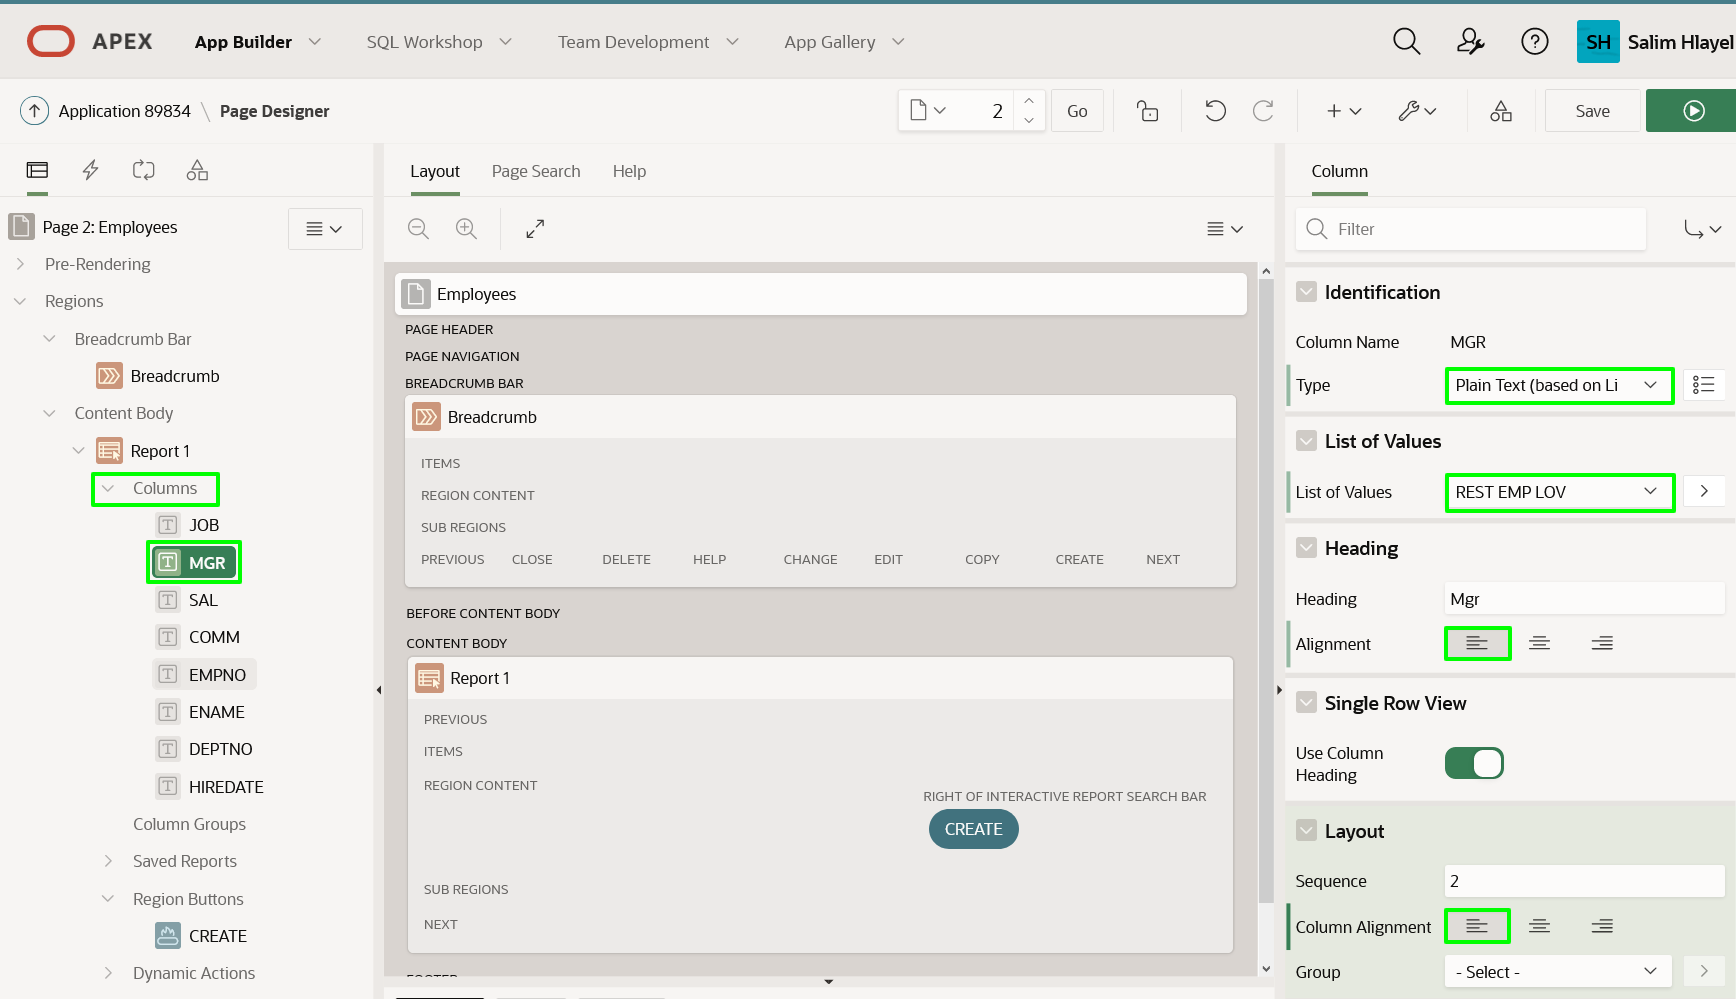 APEX App Builder SQL Workshop Team Development App Gallery SH Salim Hlayel
Application 89834 \ Page Designer 2 Go Save
Layout Page Search Help
Column
Page 2: Employees
Filter
Pre-Rendering
Regions
Breadcrumb Bar
Breadcrumb
Content Body
Report 1
Columns
JOB
MGR
SAL
COMM
EMPNO
ENAME
DEPTNO
HIREDATE
Column Groups
Saved Reports
Region Buttons
CREATE
Dynamic Actions
Employees
PAGE HEADER
PAGE NAVIGATION
BREADCRUMB BAR
Breadcrumb
ITEMS
REGION CONTENT
SUB REGIONS
PREVIOUS CLOSE DELETE HELP CHANGE EDIT COPY CREATE NEXT
BEFORE CONTENT BODY
CONTENT BODY
Report 1
PREVIOUS
ITEMS
REGION CONTENT
RIGHT OF INTERACTIVE REPORT SEARCH BAR
CREATE
SUB REGIONS
NEXT
FOOTER
Identification
Column Name MGR
Type Plain Text (based on Li
List of Values
List of Values REST EMP LOV
Heading
Heading Mgr
Alignment
Single Row View
Use Column
Heading
Layout
Sequence 2
Column Alignment
Group - Select -